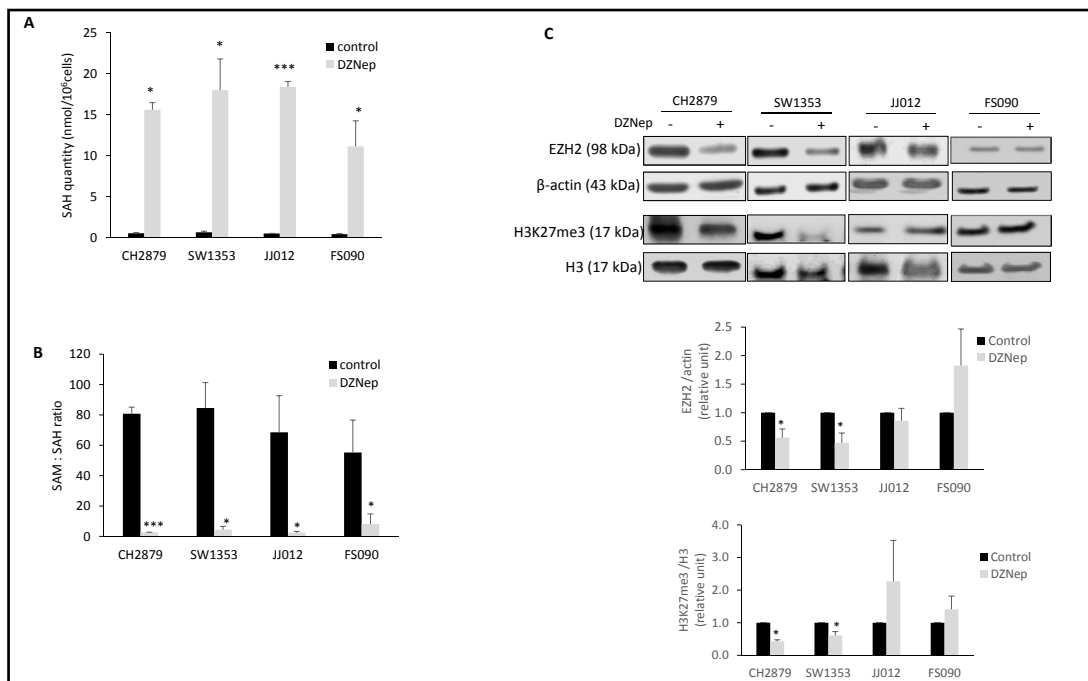 A
SAH quantity (nmol/10⁶cells)
25
20
15
10
5
0
control
DZNep
*
*
***
*
CH2879 SW1353 JJ012 FS090
B
SAM : SAH ratio
120
100
80
60
40
20
0
control
DZNep
***
*
*
*
CH2879 SW1353 JJ012 FS090
C
CH2879 SW1353 JJ012 FS090
DZNep - + - + - + - +
EZH2 (98 kDa)
β-actin (43 kDa)
H3K27me3 (17 kDa)
H3 (17 kDa)
EZH2 /actin
(relative unit)
2.5
2.0
1.5
1.0
0.5
0.0
Control
DZNep
*
*
CH2879 SW1353 JJ012 FS090
H3K27me3 /H3
(relative unit)
4.0
3.0
2.0
1.0
0.0
Control
DZNep
*
*
CH2879 SW1353 JJ012 FS090